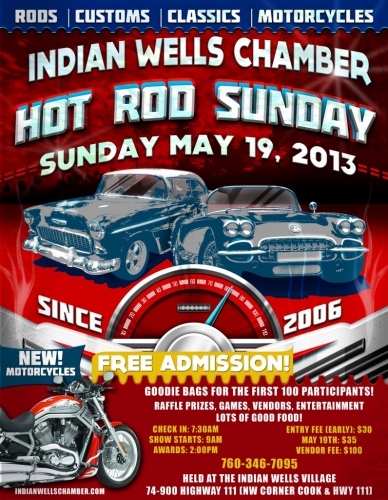 RODS | CUSTOMS | CLASSICS | MOTORCYCLES
INDIAN WELLS CHAMBER
HOT ROD SUNDAY
SUNDAY MAY 19, 2013
SINCE 2006
NEW!
MOTORCYCLES
FREE ADMISSION!
GOODIE BAGS FOR THE FIRST 100 PARTICIPANTS!
RAFFLE PRIZES, GAMES, VENDORS, ENTERTAINMENT
LOTS OF GOOD FOOD!
CHECK IN: 7:30AM
SHOW STARTS: 9AM
AWARDS: 2:00PM
ENTRY FEE (EARLY): $30
MAY 19TH: $35
VENDOR FEE: $100
760-346-7095
HELD AT THE INDIAN WELLS VILLAGE
74-900 HIGHWAY 111 (NW CORNER COOK & HWY 111)
INDIANWELLSCHAMBER.COM